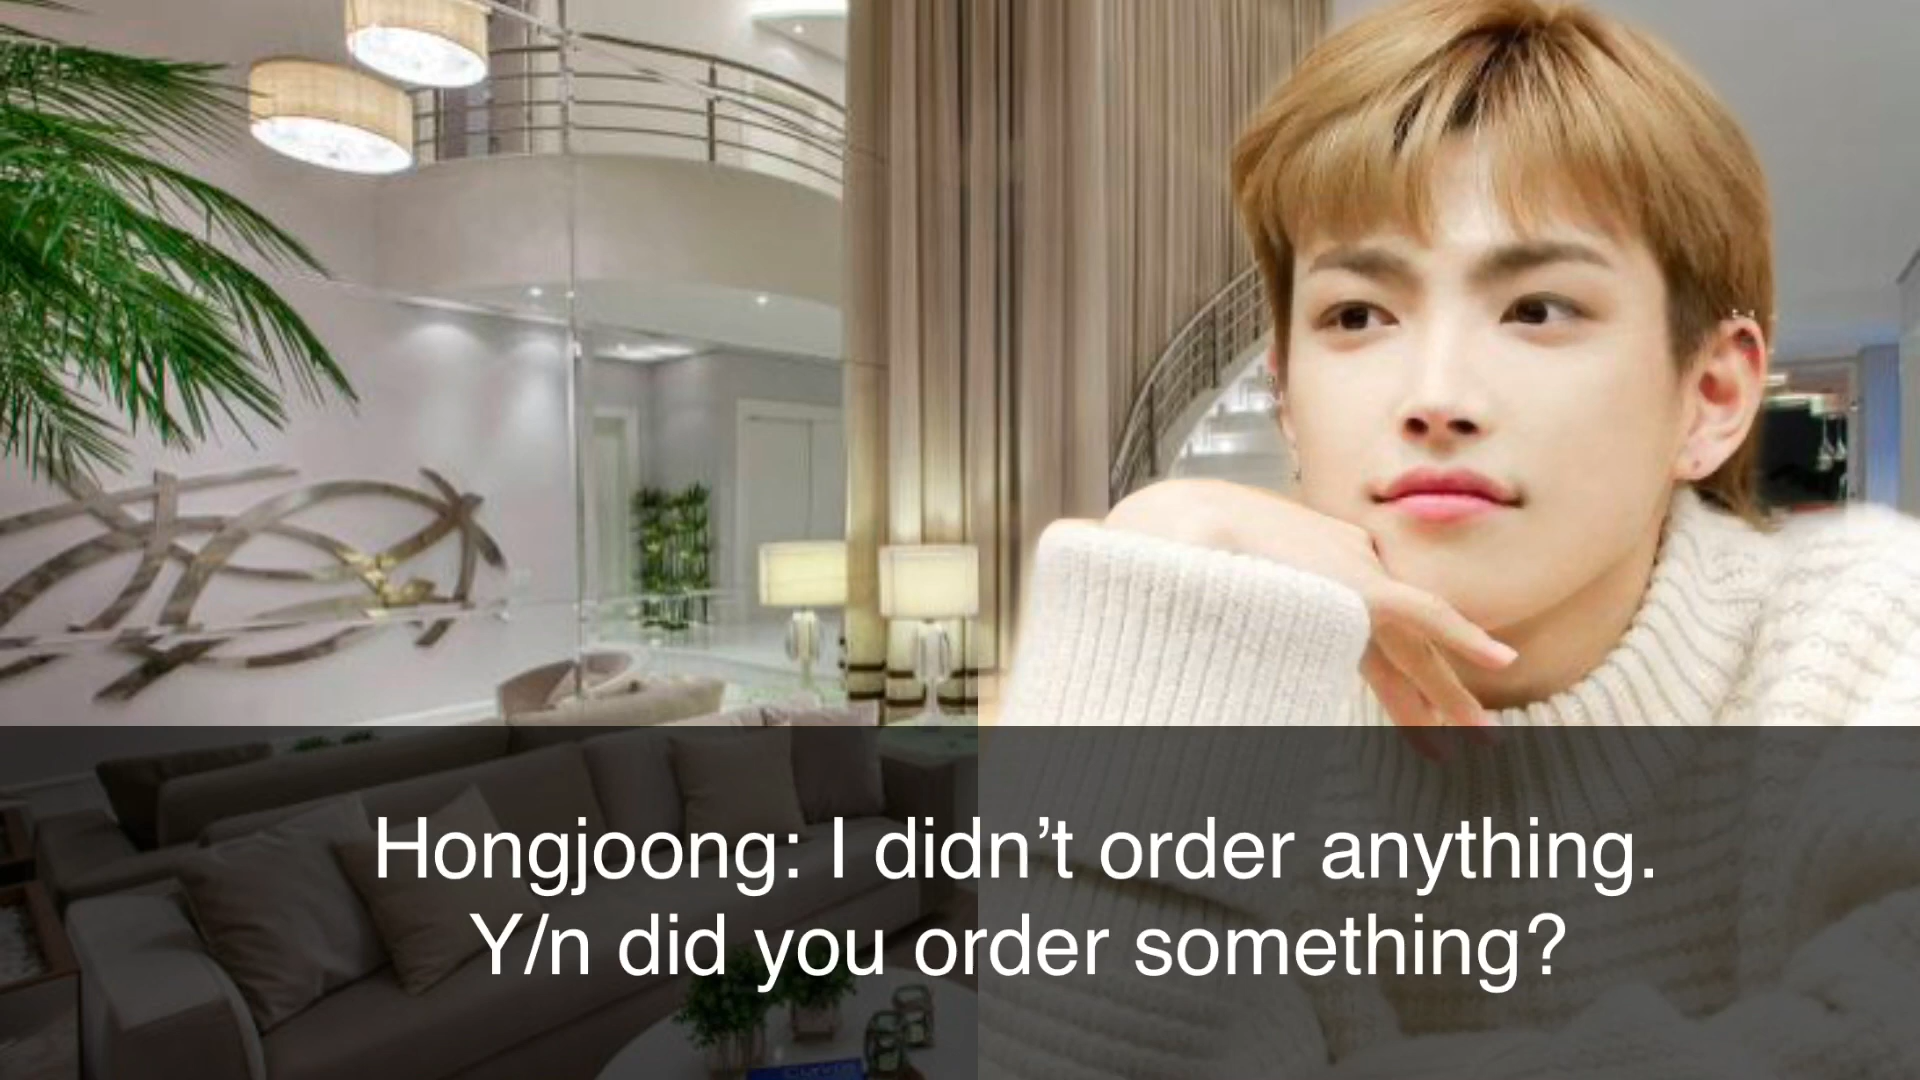 Hongjoong: I didn’t order anything.
Y/n did you order something?